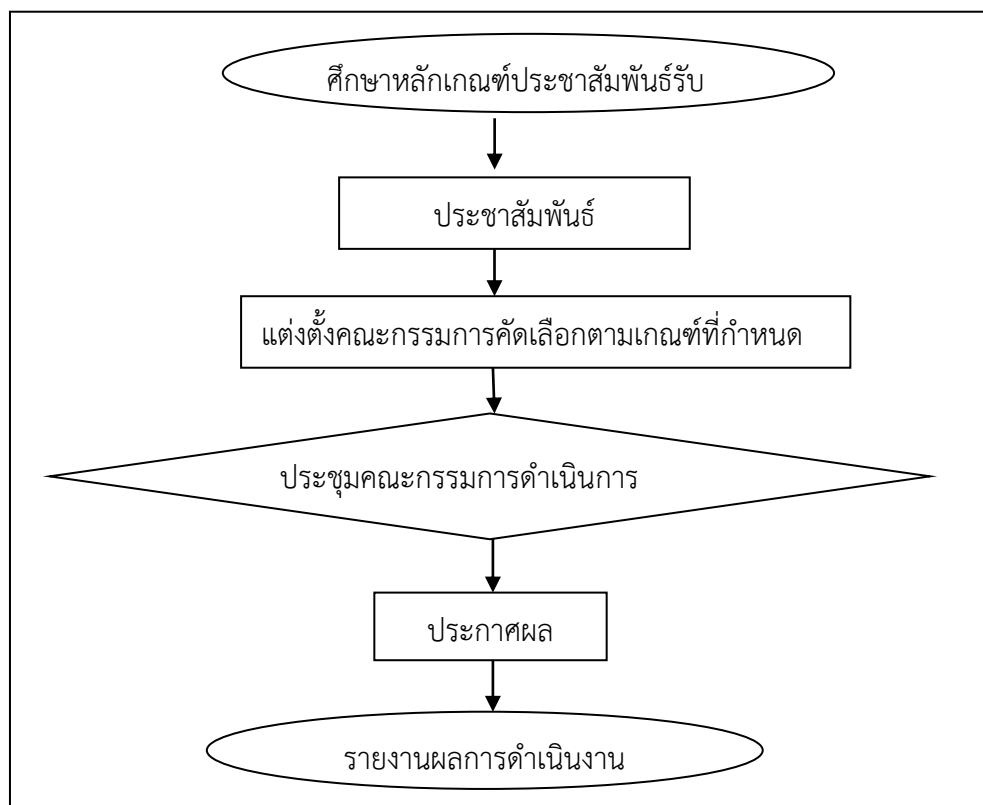 ศึกษาหลักเกณฑ์ประชาสัมพันธ์รับ
ประชาสัมพันธ์
แต่งตั้งคณะกรรมการคัดเลือกตามเกณฑ์ที่กำหนด
ประชุมคณะกรรมการดำเนินการ
ประกาศผล
รายงานผลการดำเนินงาน